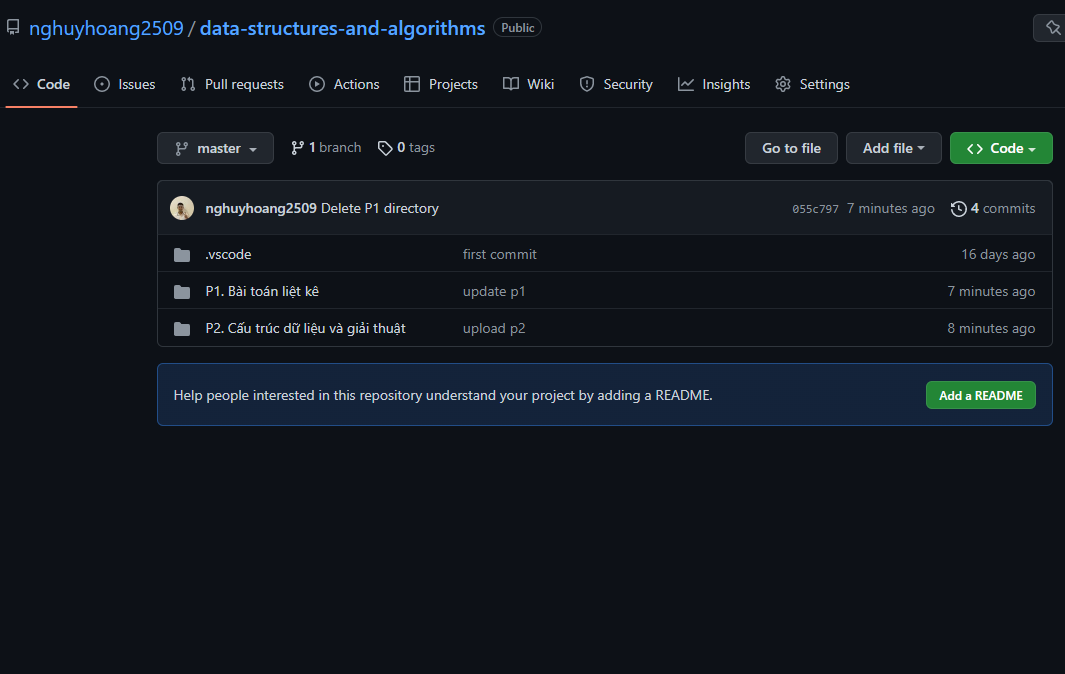 nghuyhoang2509 / data-structures-and-algorithms Public
Code Issues Pull requests Actions Projects Wiki Security Insights Settings
master 1 branch 0 tags Go to file Add file Code
nghuyhoang2509 Delete P1 directory 055c797 7 minutes ago 4 commits
.vscode first commit 16 days ago
P1. Bài toán liệt kê update p1 7 minutes ago
P2. Cấu trúc dữ liệu và giải thuật upload p2 8 minutes ago
Help people interested in this repository understand your project by adding a README. Add a README